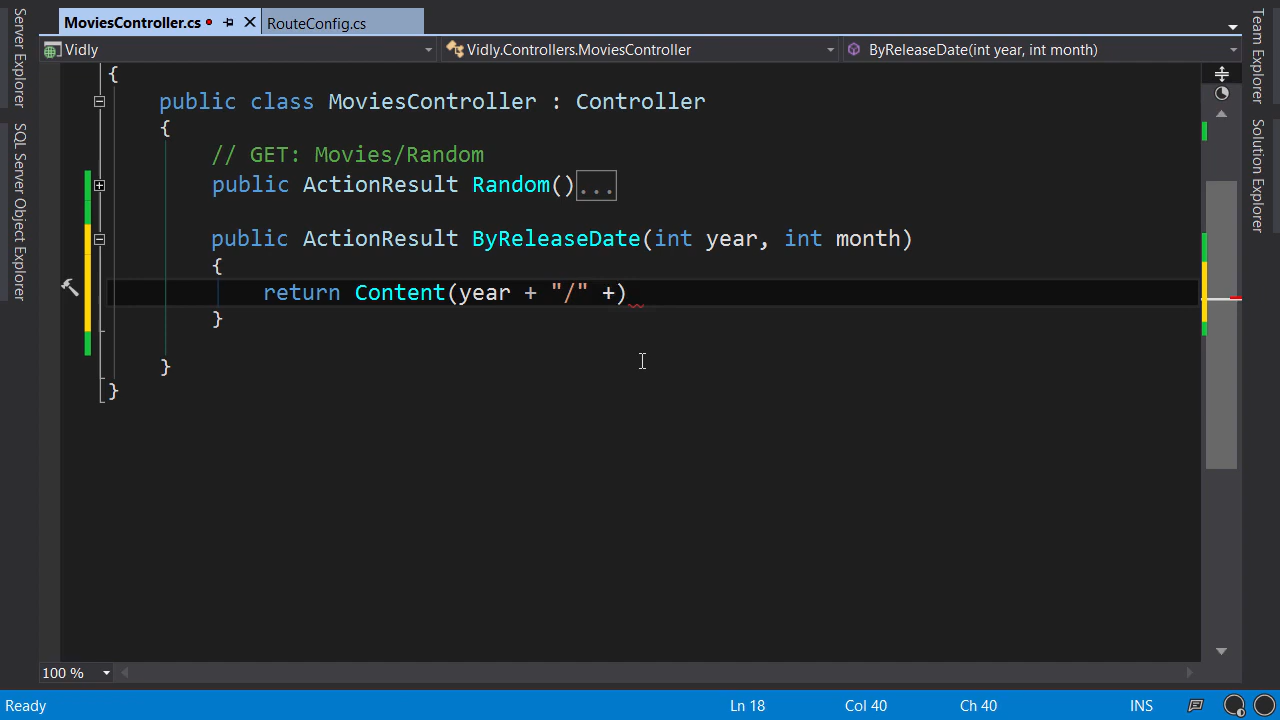 MoviesController.cs
RouteConfig.cs
Vidly
Vidly.Controllers.MoviesController
ByReleaseDate(int year, int month)
Server Explorer
SQL Server Object Explorer
Team Explorer
Solution Explorer
{
public class MoviesController : Controller
{
// GET: Movies/Random
public ActionResult Random()...
public ActionResult ByReleaseDate(int year, int month)
{
return Content(year + "/" +)
}
}
}
100 %
Ready
Ln 18
Col 40
Ch 40
INS